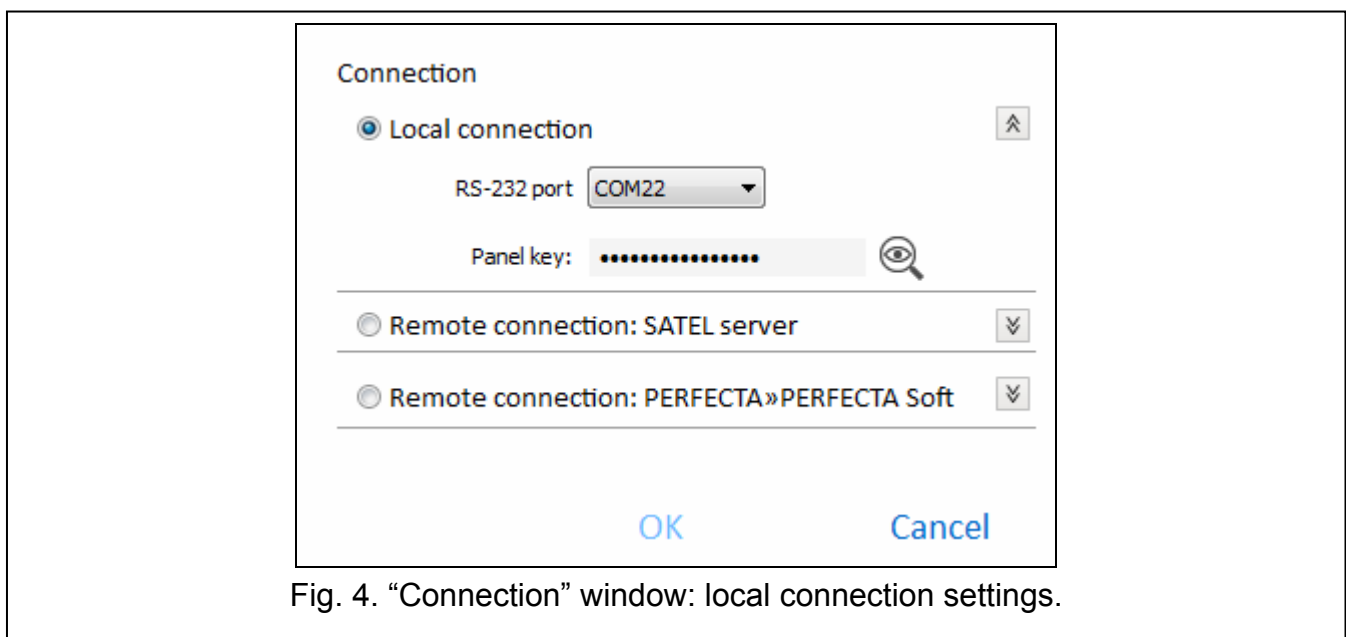 Connection
Local connection
RS-232 port COM22
Panel key: ••••••••••••••••
Remote connection: SATEL server
Remote connection: PERFECTA»PERFECTA Soft
OK Cancel
Fig. 4. “Connection” window: local connection settings.